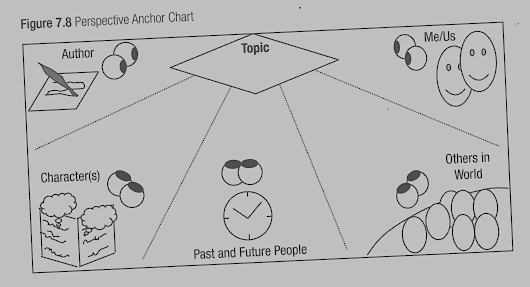 Figure 7.8 Perspective Anchor Chart
Author
Topic
Me/Us
Character(s)
Others in
World
Past and Future People